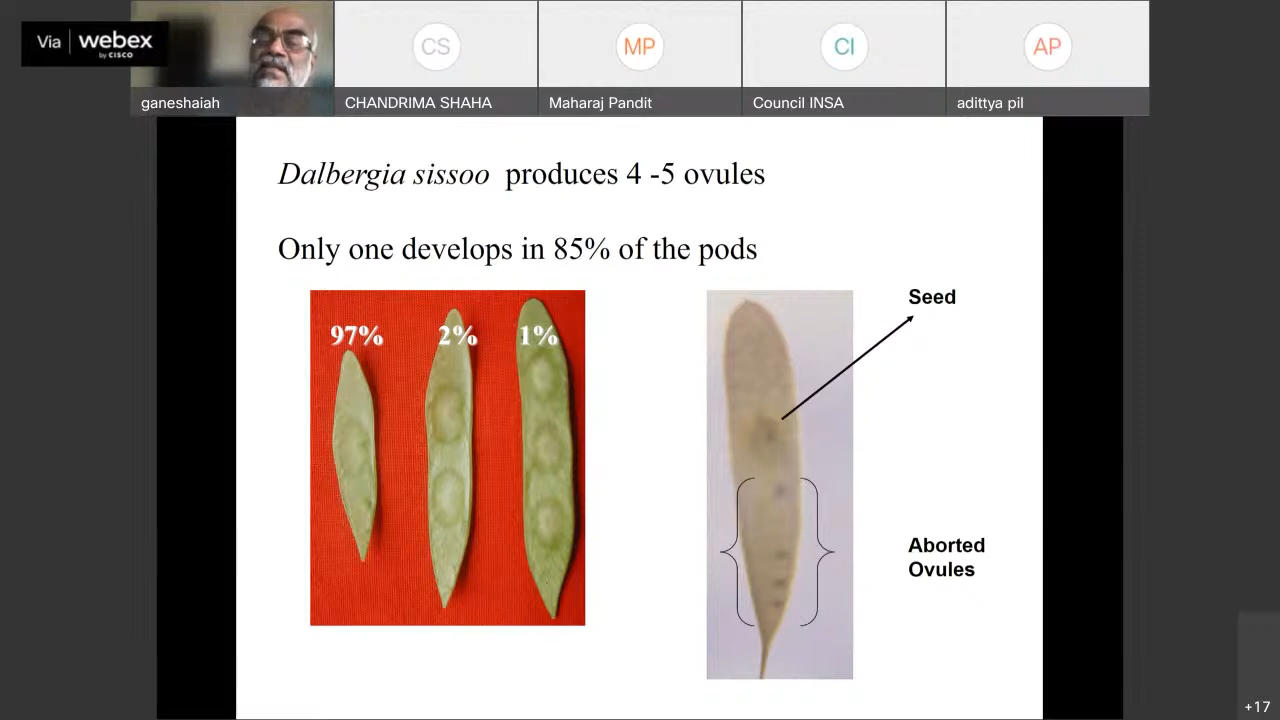 Via webex
by CISCO
CS
MP
CI
AP
ganeshaiah
CHANDRIMA SHAHA
Maharaj Pandit
Council INSA
adittya pil
Dalbergia sissoo produces 4 -5 ovules
Only one develops in 85% of the pods
97%
2%
1%
Seed
Aborted
Ovules
+17